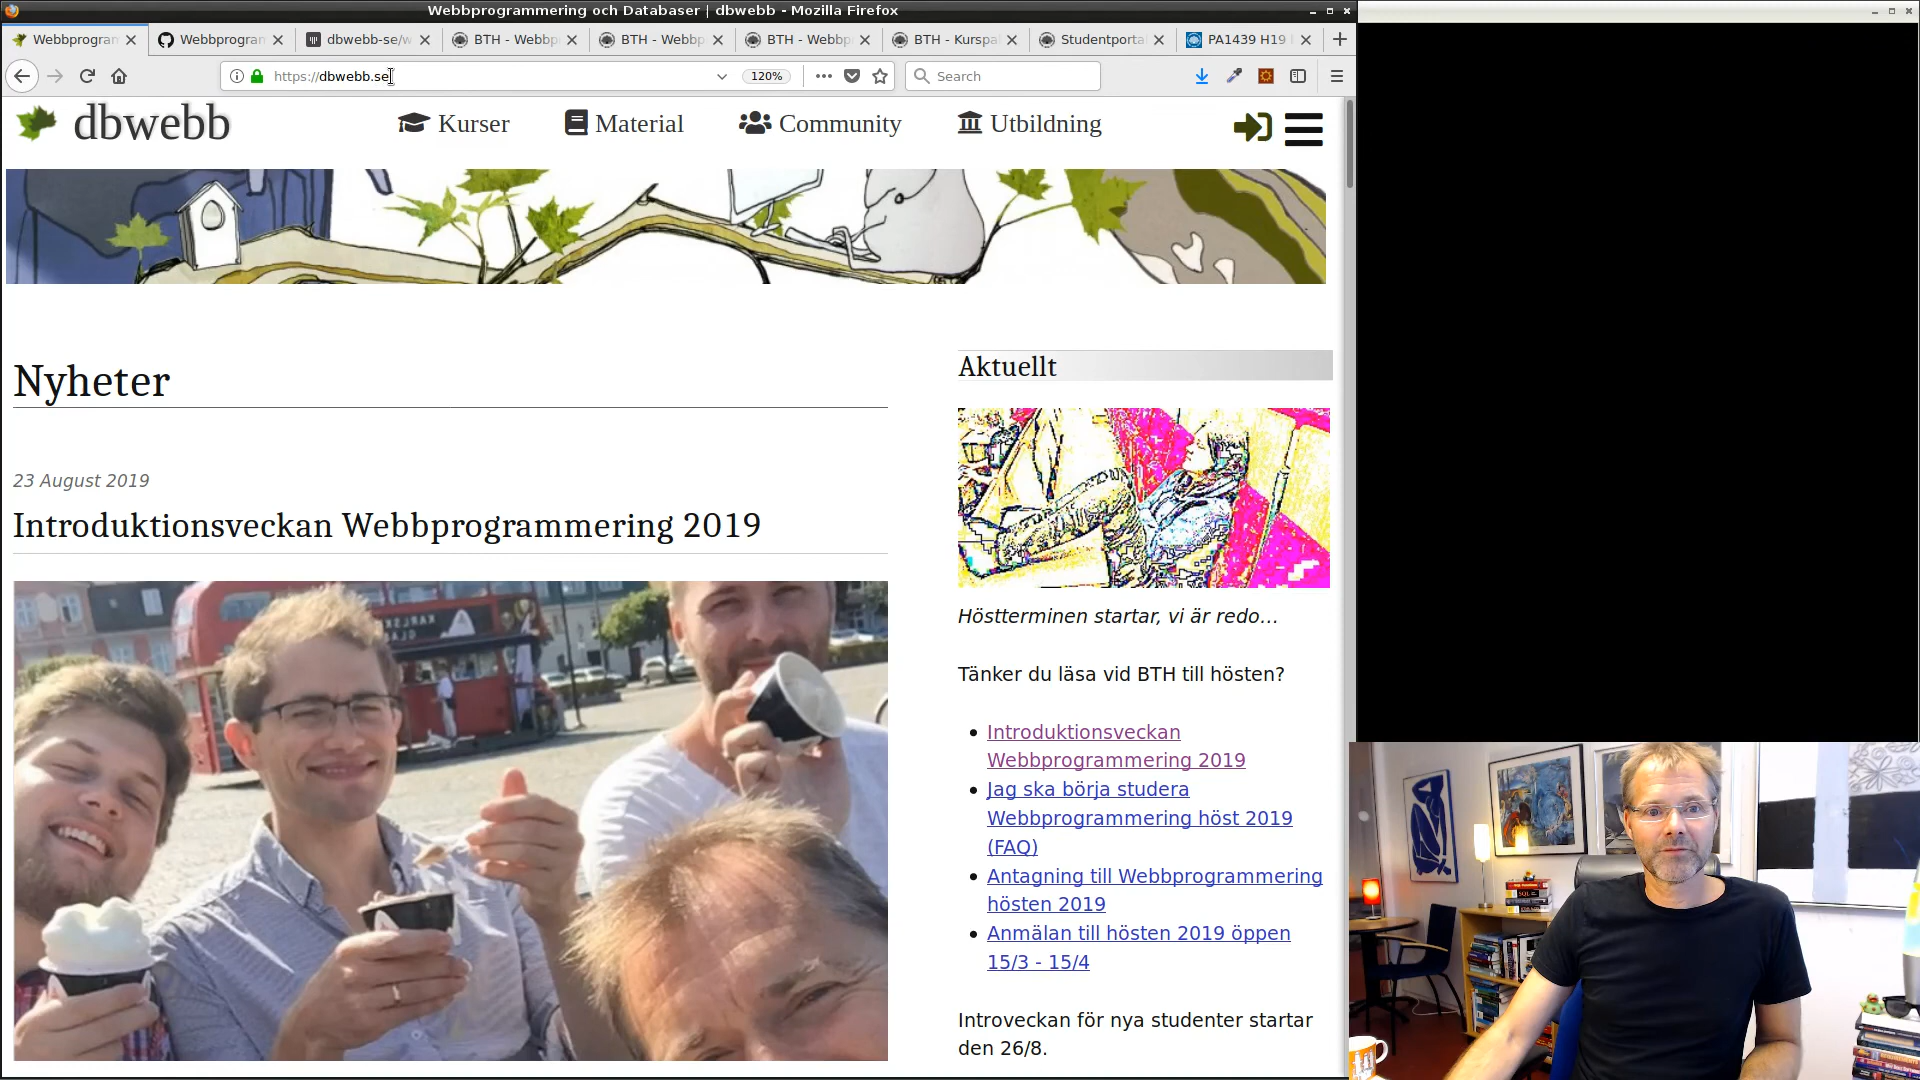 Webbprogrammering och Databaser | dbwebb - Mozilla Firefox
Webbprogran
Webbprogran
dbwebb-se/w
BTH - Webbp
BTH - Webbp
BTH - Webbp
BTH - Kurspa
Studentporta
PA1439 H19
https://dbwebb.se
120%
Search
dbwebb
Kurser
Material
Community
Utbildning
Nyheter
23 August 2019
Introduktionsveckan Webbprogrammering 2019
Aktuellt
Höstterminen startar, vi är redo...
Tänker du läsa vid BTH till hösten?
Introduktionsveckan
Webbprogrammering 2019
Jag ska börja studera
Webbprogrammering höst 2019
(FAQ)
Antagning till Webbprogrammering
hösten 2019
Anmälan till hösten 2019 öppen
15/3 - 15/4
Introveckan för nya studenter startar
den 26/8.
SQL